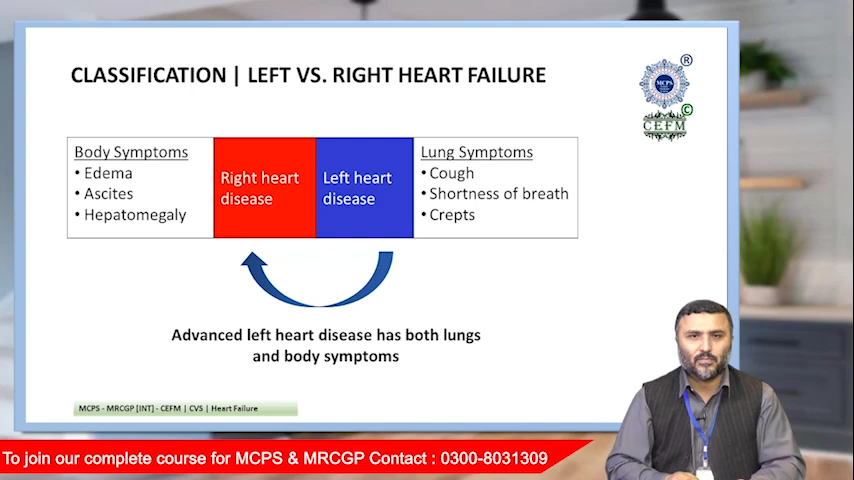 CLASSIFICATION | LEFT VS. RIGHT HEART FAILURE
®
MCPS
©
CEFM
Body Symptoms
• Edema
• Ascites
• Hepatomegaly
Right heart
disease
Left heart
disease
Lung Symptoms
• Cough
• Shortness of breath
• Crepts
Advanced left heart disease has both lungs
and body symptoms
MCPS - MRCGP [INT] - CEFM | CVS | Heart Failure
To join our complete course for MCPS & MRCGP Contact : 0300-8031309